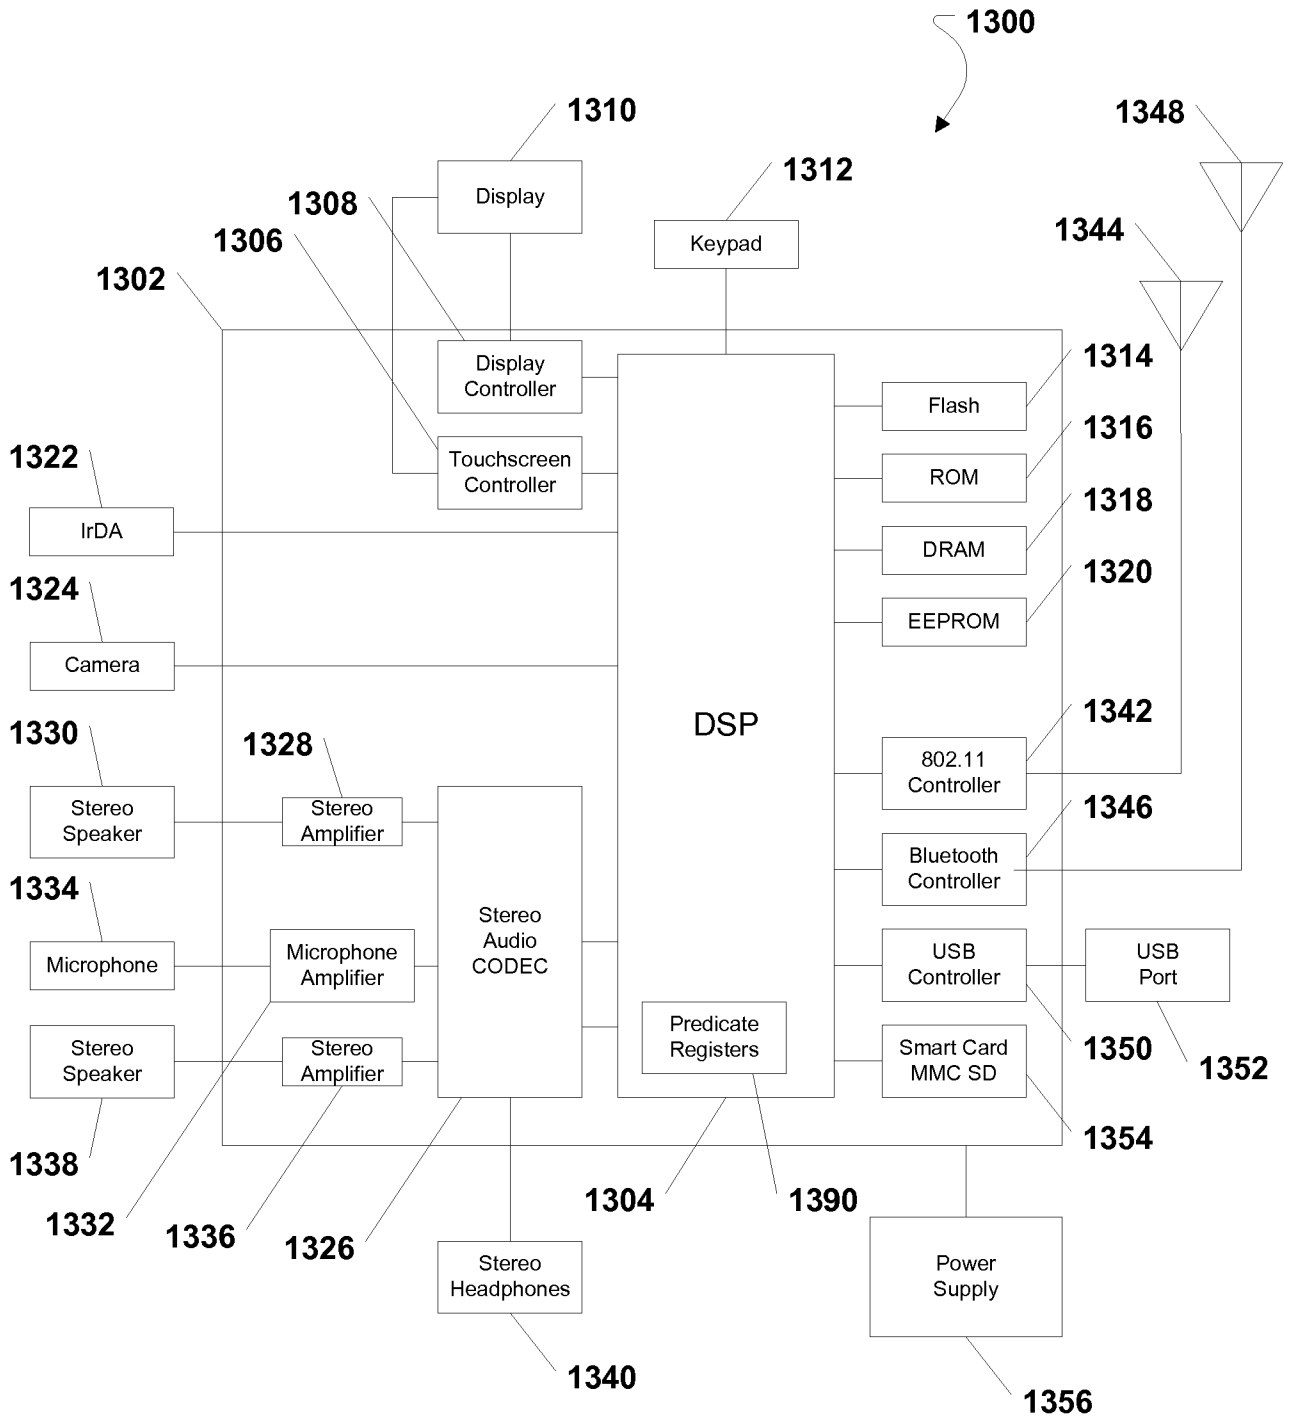 1300
1348
1310
1312
Display
1308
1344
1306
Keypad
1302
1314
Display
Controller
Flash
1316
1322
Touchscreen
Controller
ROM
1318
IrDA
DRAM
1320
1324
EEPROM
Camera
1342
DSP
1330
1328
802.11
Controller
1346
Stereo
Speaker
Stereo
Amplifier
Bluetooth
Controller
1334
Stereo
Audio
CODEC
Microphone
Microphone
Amplifier
USB
Controller
USB
Port
Predicate
Registers
1350
1352
Stereo
Speaker
Stereo
Amplifier
Smart Card
MMC SD
1354
1338
1332
1336
1326
1304
1390
Stereo
Headphones
Power
Supply
1340
1356